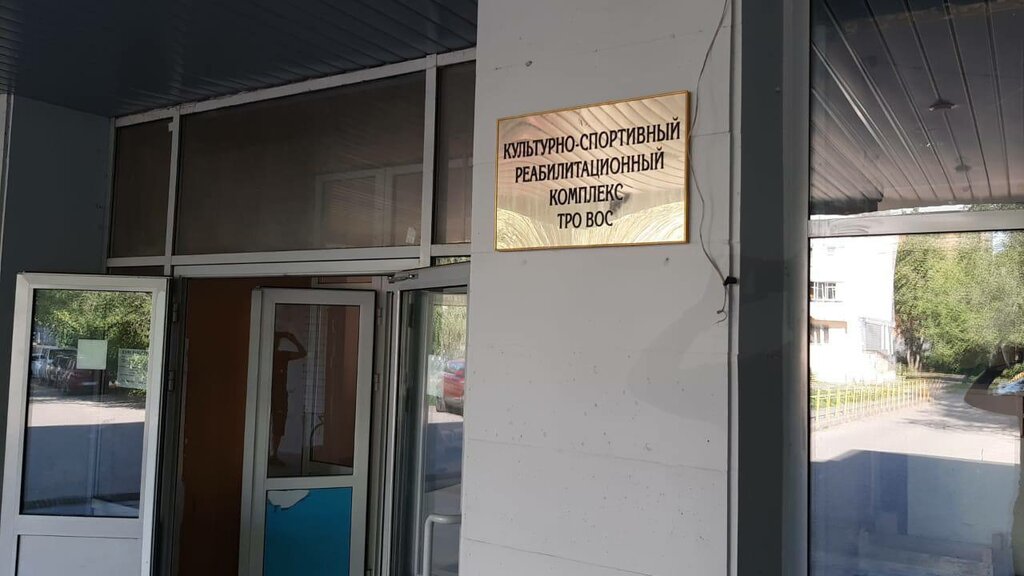 КУЛЬТУРНО-СПОРТИВНЫЙ
РЕАБИЛИТАЦИОННЫЙ
КОМПЛЕКС
ТРО ВОС